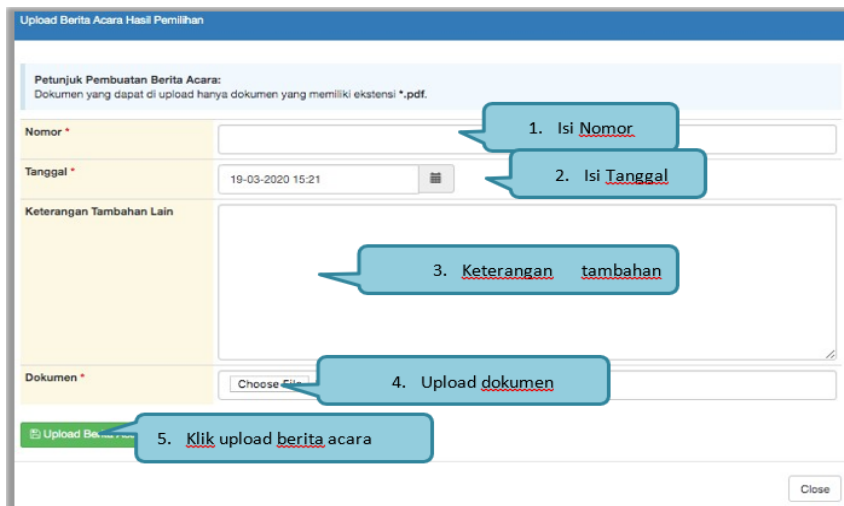 Upload Berita Acara Hasil Pemilihan
Petunjuk Pembuatan Berita Acara:
Dokumen yang dapat di upload hanya dokumen yang memiliki ekstensi *.pdf.
Nomor *
1. Isi Nomor
Tanggal *
19-03-2020 15:21
2. Isi Tanggal
Keterangan Tambahan Lain
3. Keterangan tambahan
Dokumen *
Choose File
4. Upload dokumen
Upload
5. Klik upload berita acara
Close